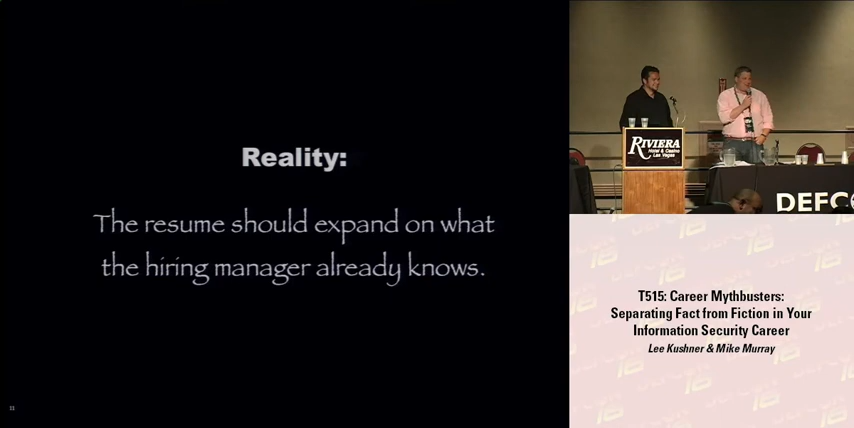 Reality:
The resume should expand on what
the hiring manager already knows.
11
RIVIERA
Hotel & Casino
Las Vegas
DEFC
T515: Career Mythbusters:
Separating Fact from Fiction in Your
Information Security Career
Lee Kushner & Mike Murray